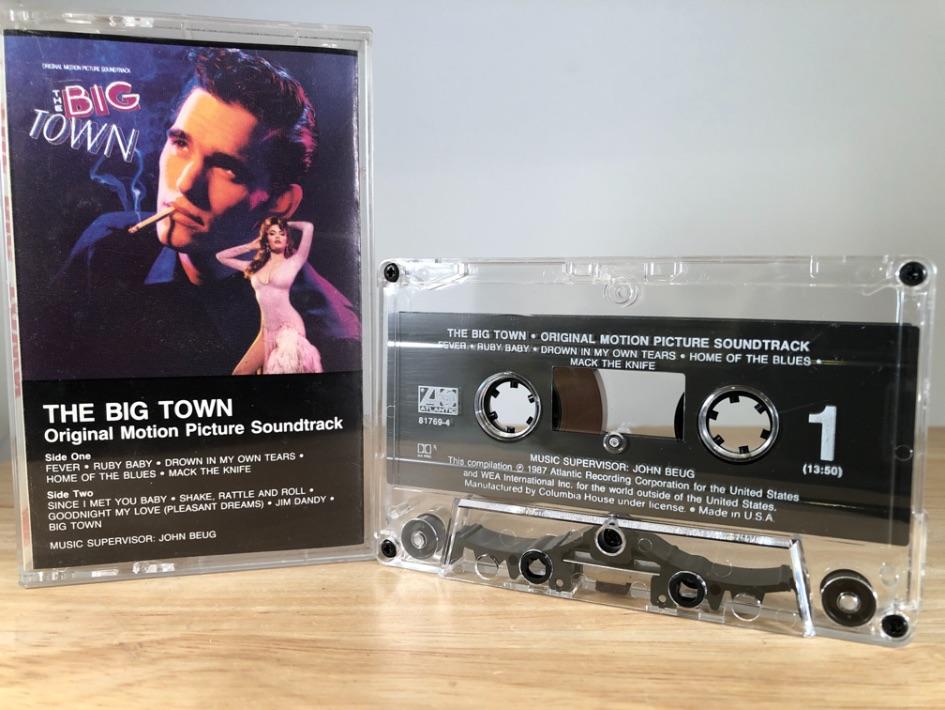 ORIGINAL MOTION PICTURE SOUNDTRACK
THE BIG
TOWN
THE BIG TOWN
Original Motion Picture Soundtrack
Side One
FEVER • RUBY BABY • DROWN IN MY OWN TEARS •
HOME OF THE BLUES • MACK THE KNIFE
Side Two
SINCE I MET YOU BABY • SHAKE, RATTLE AND ROLL •
GOODNIGHT MY LOVE (PLEASANT DREAMS) • JIM DANDY •
BIG TOWN
MUSIC SUPERVISOR: JOHN BEUG
THE BIG TOWN • ORIGINAL MOTION PICTURE SOUNDTRACK
FEVER • RUBY BABY • DROWN IN MY OWN TEARS • HOME OF THE BLUES •
MACK THE KNIFE
ATLANTIC
81769-4
1
(13:50)
MUSIC SUPERVISOR: JOHN BEUG
This compilation ℗ 1987 Atlantic Recording Corporation for the United States
and WEA International Inc. for the world outside of the United States.
Manufactured by Columbia House under license. • Made in U.S.A.